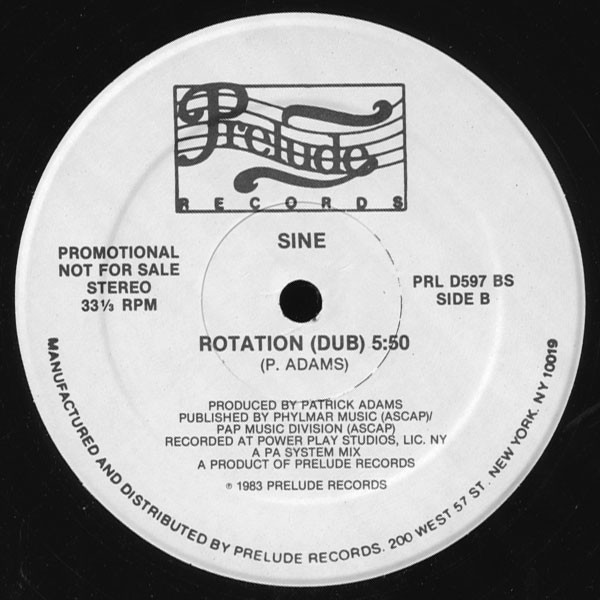 Prelude
RECORDS
SINE
PROMOTIONAL
NOT FOR SALE
STEREO
33⅓ RPM
PRL D597 BS
SIDE B
ROTATION (DUB) 5:50
(P. ADAMS)
PRODUCED BY PATRICK ADAMS
PUBLISHED BY PHYLMAR MUSIC (ASCAP)/
PAP MUSIC DIVISION (ASCAP)
RECORDED AT POWER PLAY STUDIOS, LIC. NY
A PA SYSTEM MIX
A PRODUCT OF PRELUDE RECORDS
℗ 1983 PRELUDE RECORDS
MANUFACTURED AND DISTRIBUTED BY PRELUDE RECORDS. 200 WEST 57 ST. NEW YORK. NY 10019